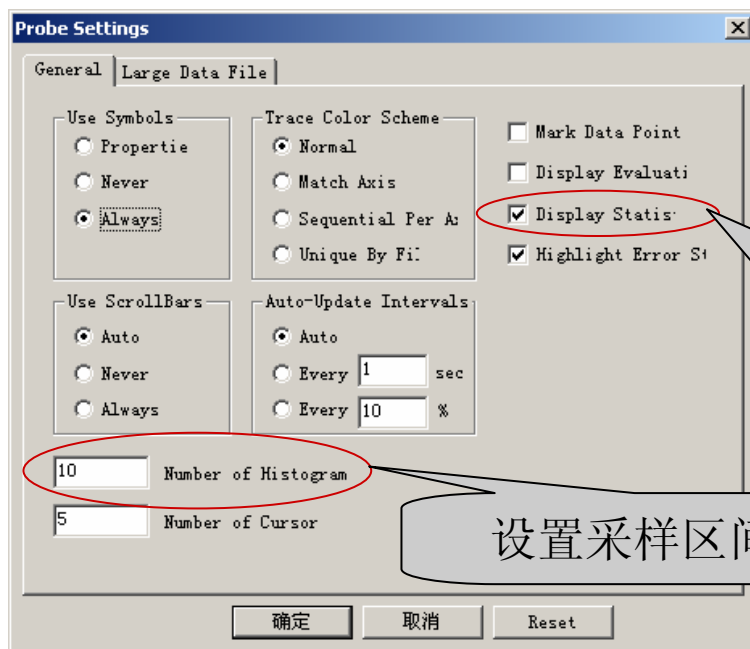 Probe Settings
General
Large Data File
Use Symbols
Propertie
Never
Always
Trace Color Scheme
Normal
Match Axis
Sequential Per A
Unique By Fi
Mark Data Point
Display Evaluati
Display Statis
Highlight Error S
Use ScrollBars
Auto
Never
Always
Auto-Update Intervals
Auto
Every 1 sec
Every 10 %
10 Number of Histogram
5 Number of Cursor
设置采样区间
确定
取消
Reset